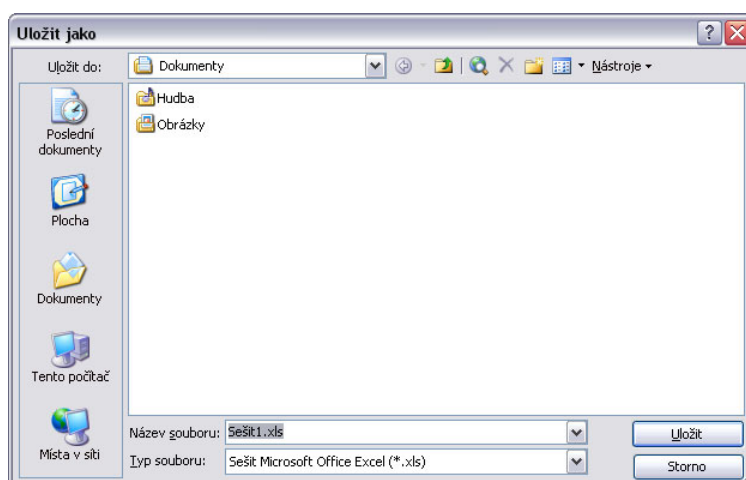 Uložit jako
Uložit do:
Dokumenty
Nástroje
Poslední
dokumenty
Plocha
Dokumenty
Tento počítač
Místa v síti
Hudba
Obrázky
Název souboru:
Sešit1.xls
Uložit
Typ souboru:
Sešit Microsoft Office Excel (*.xls)
Storno